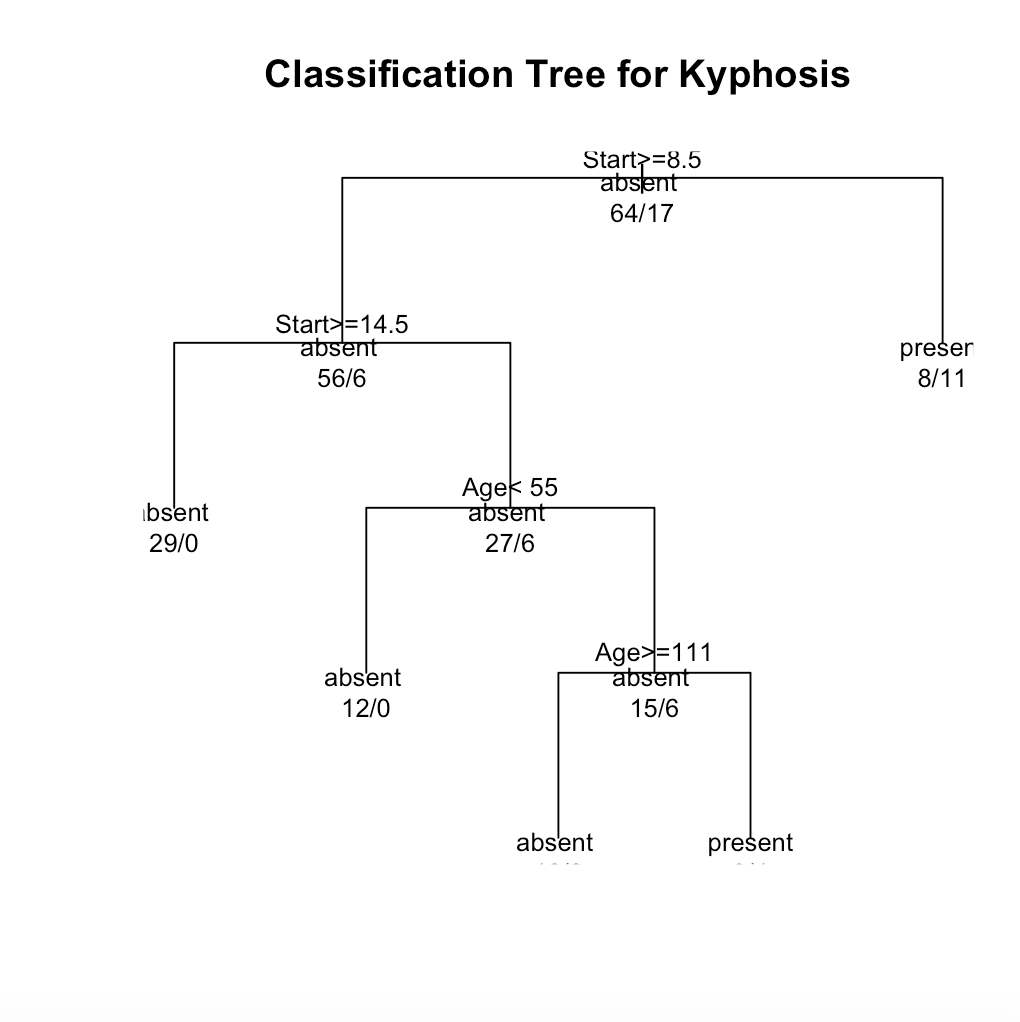 Classification Tree for Kyphosis
Start>=8.5
absent
64/17
Start>=14.5
absent
56/6
presen
8/11
Age< 55
absent
27/6
absent
29/0
Age>=111
absent
15/6
absent
12/0
absent
present